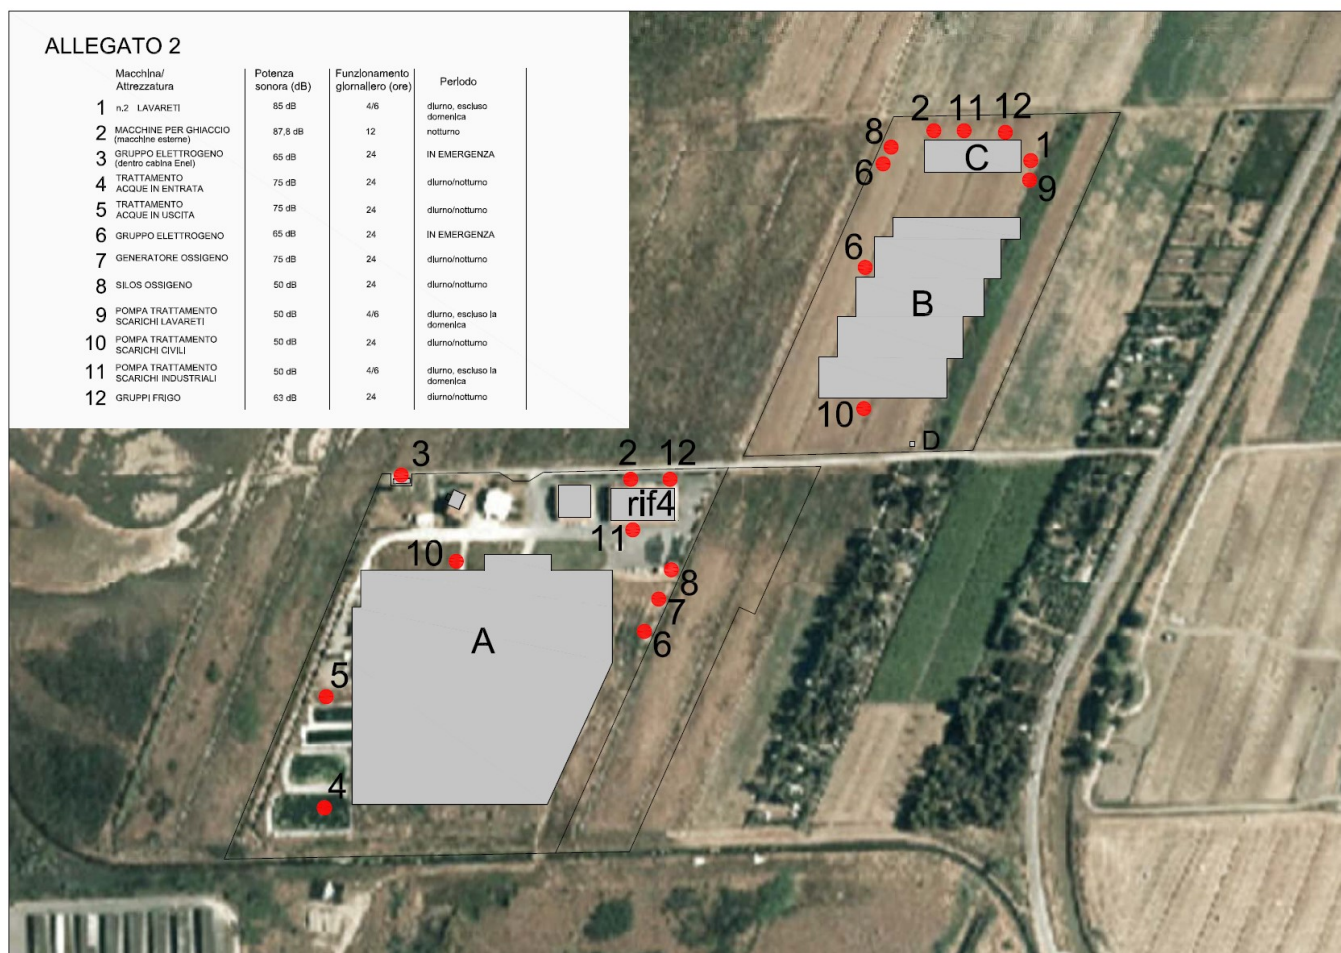 ALLEGATO 2
Macchina/ Potenza Funzionamento Periodo
Attrezzatura sonora (dB) giornaliero (ore)
1 n.2 LAVARETI 85 dB 4/6 diurno, escluso
domenica
2 MACCHINE PER GHIACCIO 87,8 dB 12 notturno
(macchine esterne)
3 GRUPPO ELETTROGENO 65 dB 24 IN EMERGENZA
(dentro cabina Enel)
4 TRATTAMENTO 75 dB 24 diurno/notturno
ACQUE IN ENTRATA
5 TRATTAMENTO 75 dB 24 diurno/notturno
ACQUE IN USCITA
6 GRUPPO ELETTROGENO 65 dB 24 IN EMERGENZA
7 GENERATORE OSSIGENO 75 dB 24 diurno/notturno
8 SILOS OSSIGENO 50 dB 24 diurno/notturno
9 POMPA TRATTAMENTO 50 dB 4/6 diurno, escluso la
SCARICHI LAVARETI domenica
10 POMPA TRATTAMENTO 50 dB 24 diurno/notturno
SCARICHI CIVILI
11 POMPA TRATTAMENTO 50 dB 4/6 diurno, escluso la
SCARICHI INDUSTRIALI domenica
12 GRUPPI FRIGO 63 dB 24 diurno/notturno
2 11 12
8 C 1
6 9
6
B
10 D
3 2 12
rif4
11
10 8
7
A 6
5
4